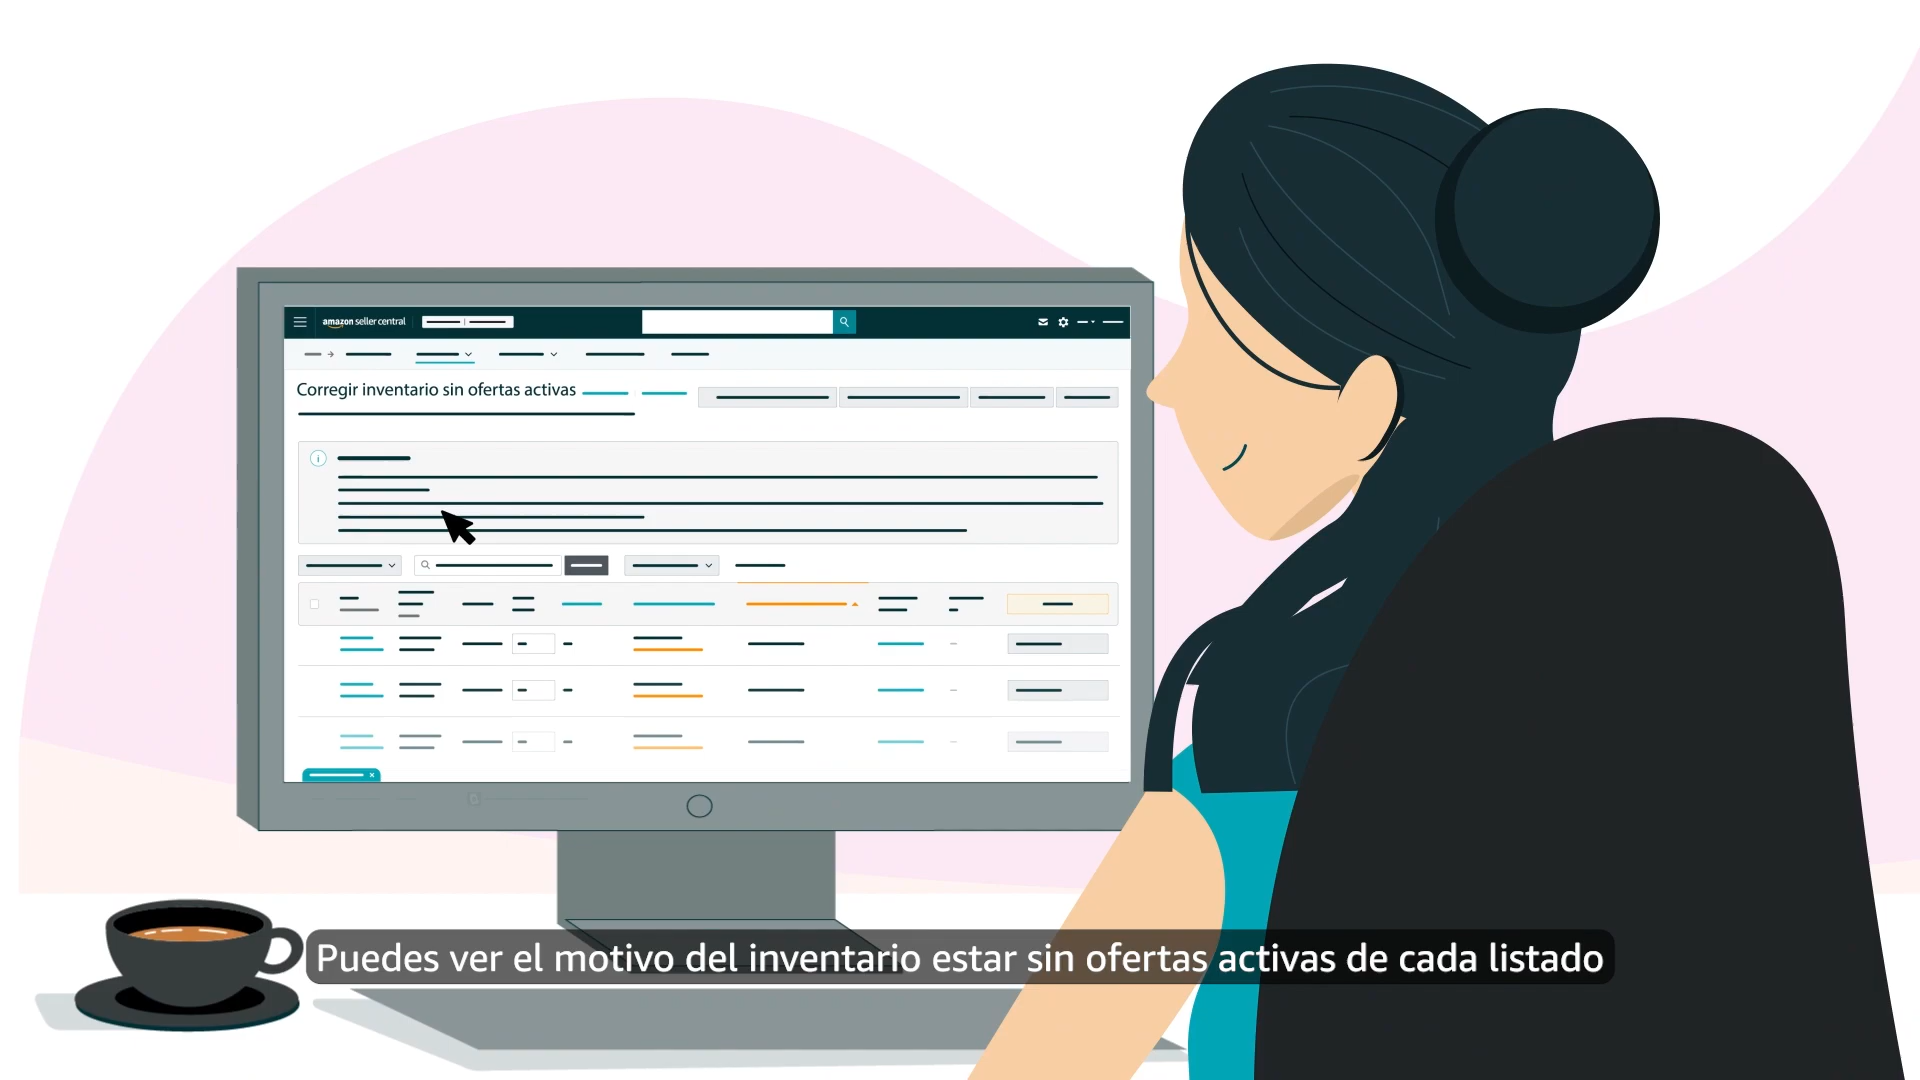 amazon seller central
Corregir inventario sin ofertas activas
Puedes ver el motivo del inventario estar sin ofertas activas de cada listado